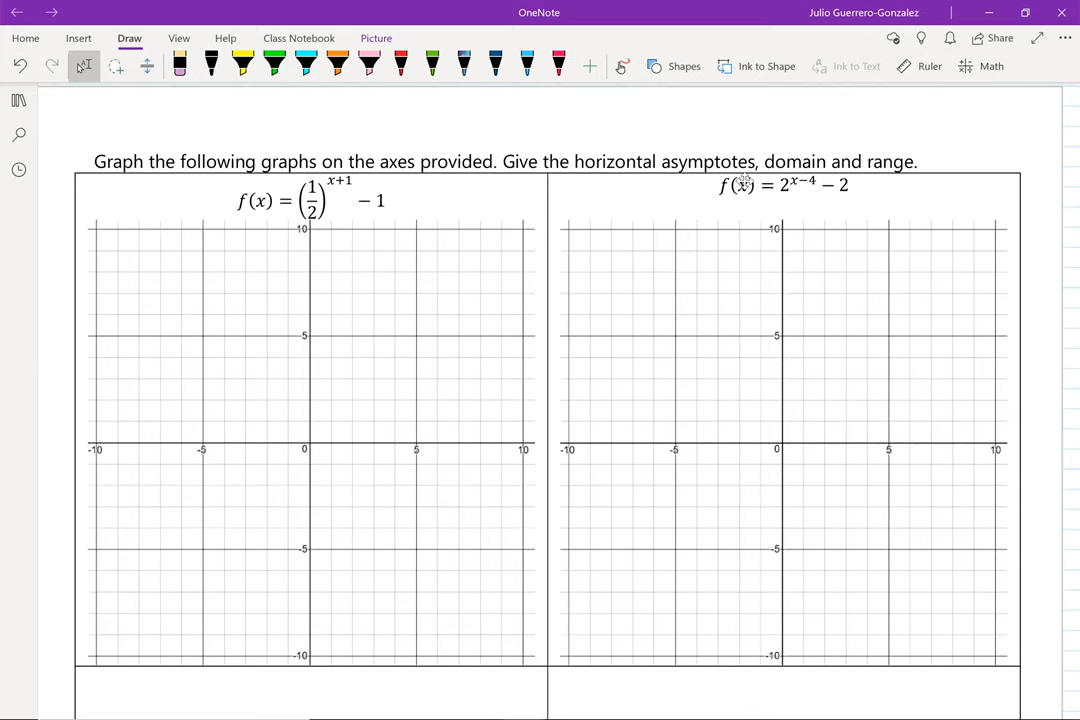 OneNote
Julio Guerrero-Gonzalez
Home Insert Draw View Help Class Notebook Picture
Share
Shapes Ink to Shape Ink to Text Ruler Math
Graph the following graphs on the axes provided. Give the horizontal asymptotes, domain and range.
f(x) = (1/2)^{x+1} − 1
f(x) = 2^{x−4} − 2
10
5
-10 -5 0 5 10
-5
-10
10
5
-10 -5 0 5 10
-5
-10